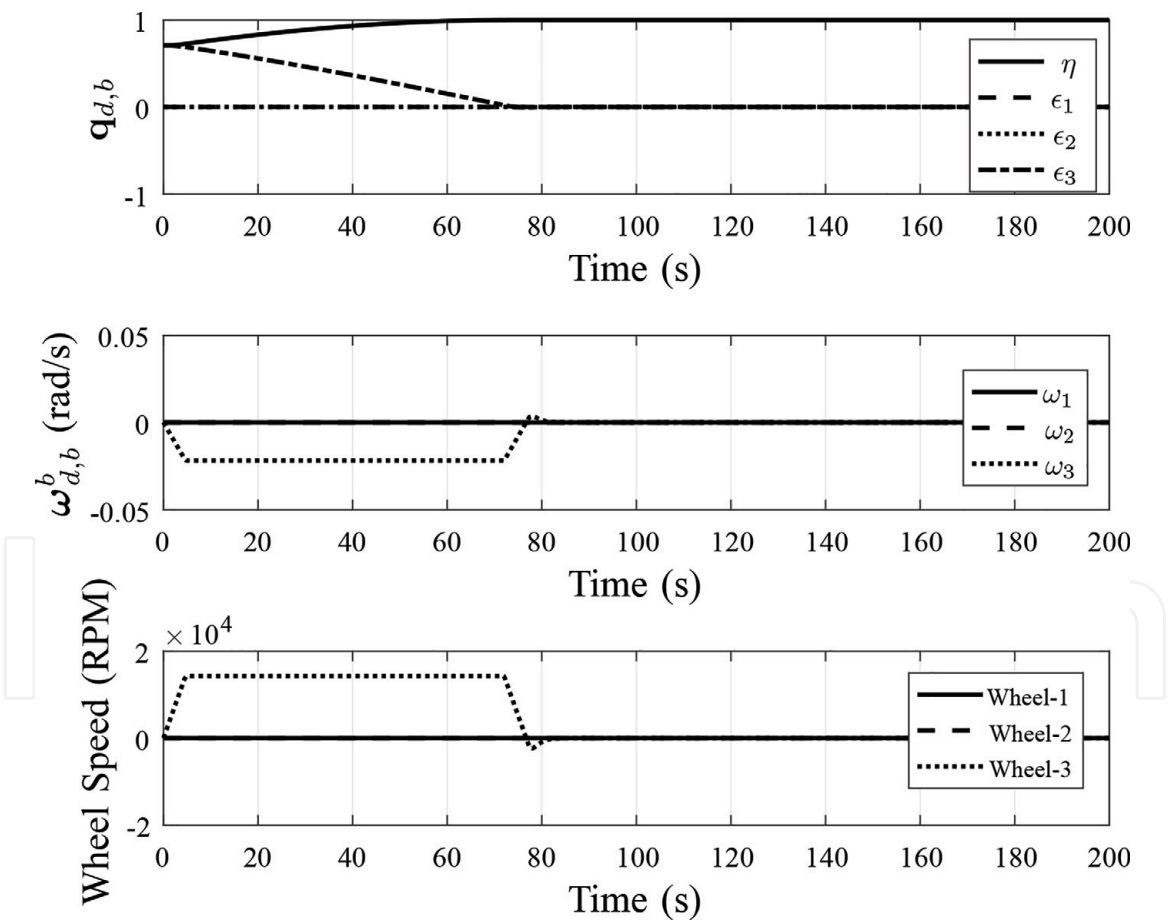 1
0
-1
q_{d,b}
η
ϵ_1
ϵ_2
ϵ_3
0 20 40 60 80 100 120 140 160 180 200
Time (s)
0.05
0
-0.05
ω^b_{d,b} (rad/s)
ω_1
ω_2
ω_3
0 20 40 60 80 100 120 140 160 180 200
Time (s)
× 10^4
2
0
-2
Wheel Speed (RPM)
Wheel-1
Wheel-2
Wheel-3
0 20 40 60 80 100 120 140 160 180 200
Time (s)